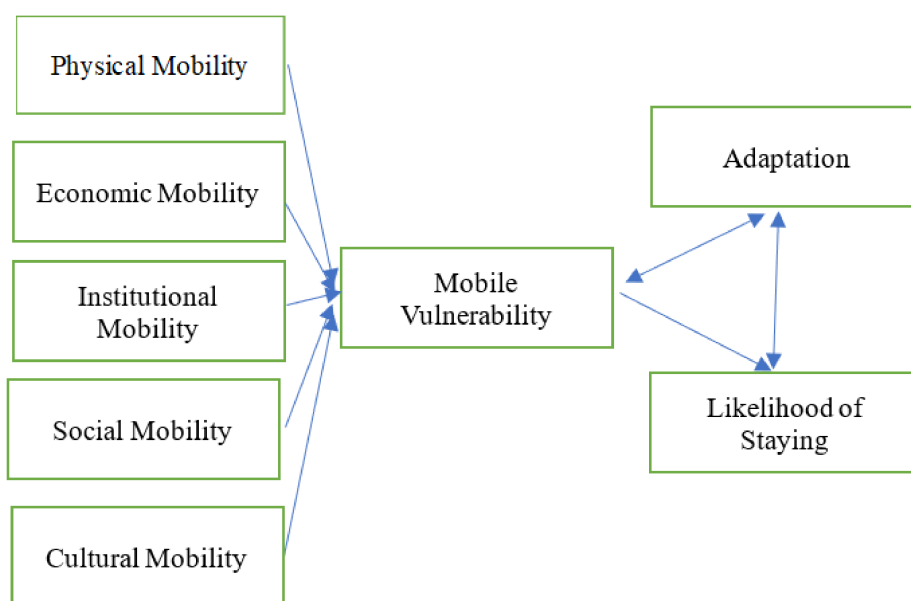 Physical Mobility
Economic Mobility
Institutional
Mobility
Social Mobility
Cultural Mobility
Mobile
Vulnerability
Adaptation
Likelihood of
Staying